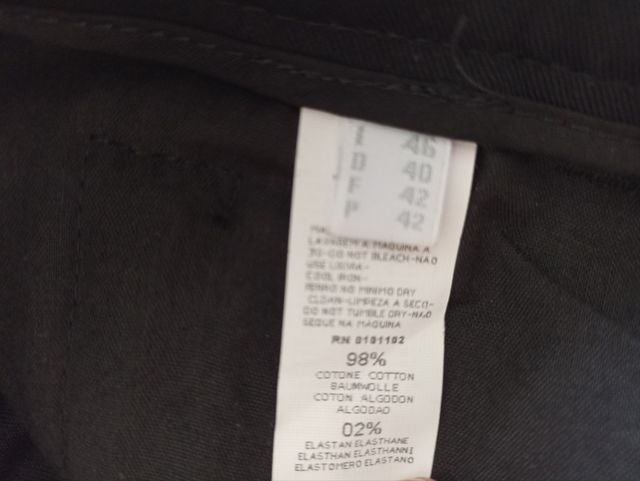 46
40
42
42
LAVAGEM A MAQUINA A
30-DO NOT BLEACH-NAO
USE LIXIVIA-
COOL IRON-
FERRO NO MINIMO DRY
CLEAN-LIMPEZA A SECO-
DO NOT TUMBLE DRY-NAO
SEQUE NA MÁQUINA
RN 0101102
98%
COTONE COTTON
BAUMWOLLE
COTON ALGODON
ALGODAO
02%
ELASTAN ELASTHANE
ELASTHAN ELASTHANNI
ELASTOMERO ELASTANO